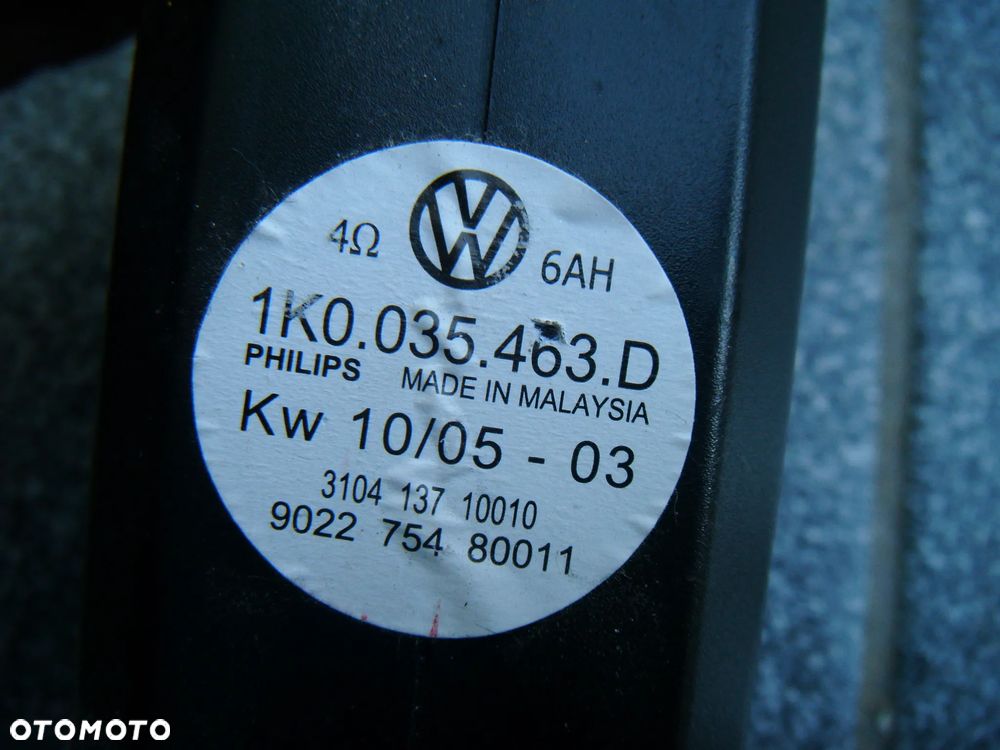 4Ω
6AH
1K0.035.463.D
PHILIPS MADE IN MALAYSIA
Kw 10/05 - 03
3104 137 10010
9022 754 80011
OTOMOTO